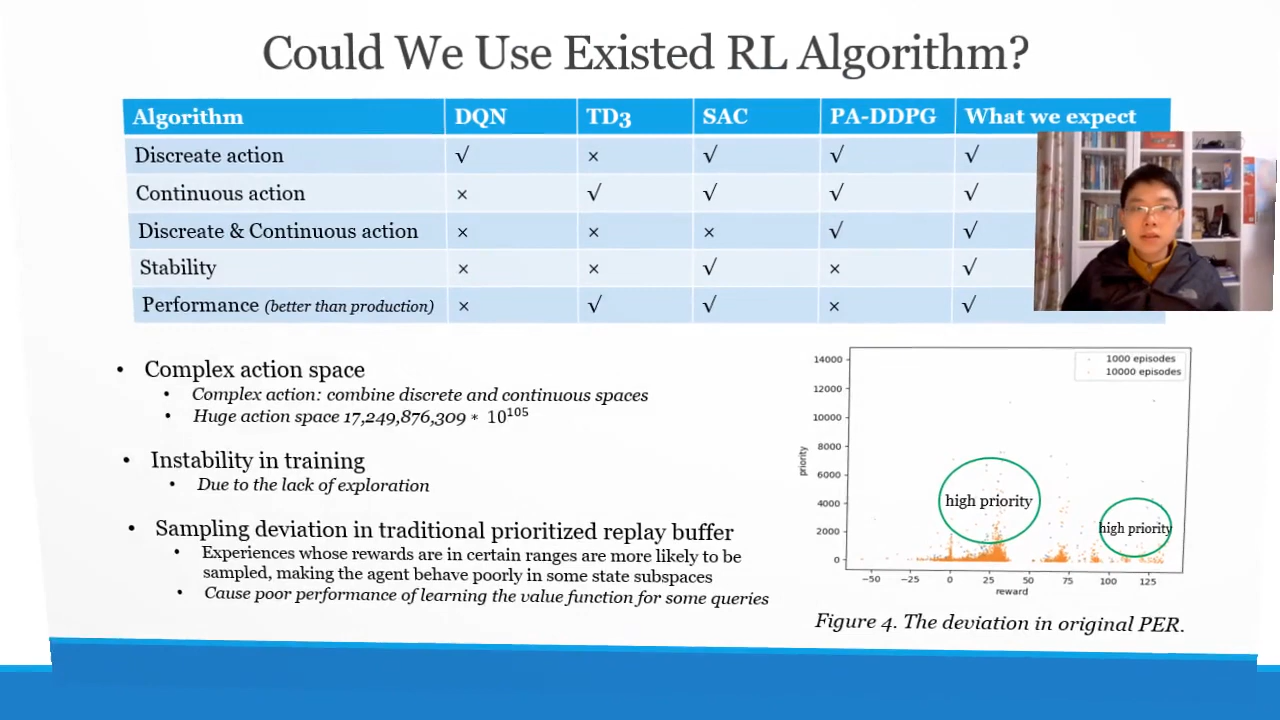 Could We Use Existed RL Algorithm?
Algorithm DQN TD3 SAC PA-DDPG What we expect
Discreate action √ × √ √ √
Continuous action × √ √ √ √
Discreate & Continuous action × × × √ √
Stability × × √ × √
Performance (better than production) × √ √ × √
• Complex action space
• Complex action: combine discrete and continuous spaces
• Huge action space 17,249,876,309 * 10^105
• Instability in training
• Due to the lack of exploration
• Sampling deviation in traditional prioritized replay buffer
• Experiences whose rewards are in certain ranges are more likely to be
sampled, making the agent behave poorly in some state subspaces
• Cause poor performance of learning the value function for some queries
1000 episodes
10000 episodes
14000
12000
10000
8000
6000
4000
2000
0
priority
high priority
high priority
−50 −25 0 25 50 75 100 125
reward
Figure 4. The deviation in original PER.